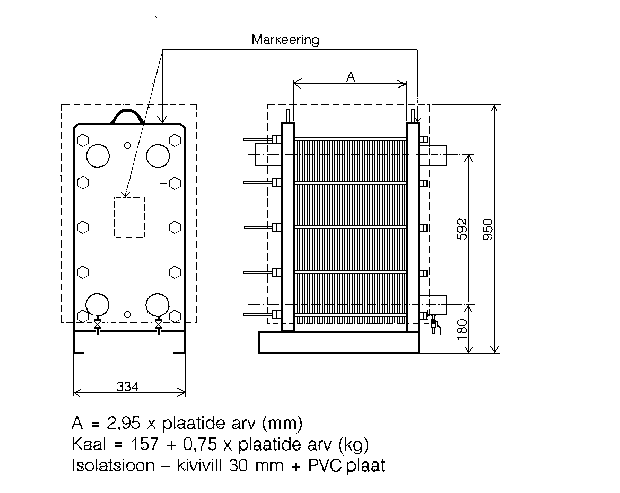 Markeering
A
592
950
180
334
A = 2,95 x plaatide arv (mm)
Kaal = 157 + 0,75 x plaatide arv (kg)
Isolatsioon – kivivill 30 mm + PVC plaat